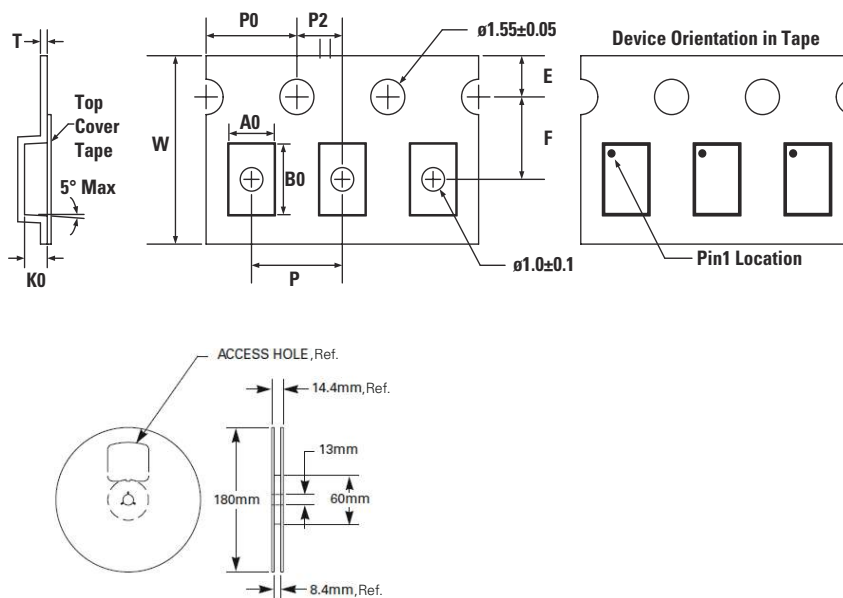 T
P0
P2
ø1.55±0.05
Device Orientation in Tape
E
Top
Cover
Tape
A0
W
B0
F
5° Max
K0
P
ø1.0±0.1
Pin1 Location
ACCESS HOLE, Ref.
14.4mm, Ref.
13mm
180mm
60mm
8.4mm, Ref.